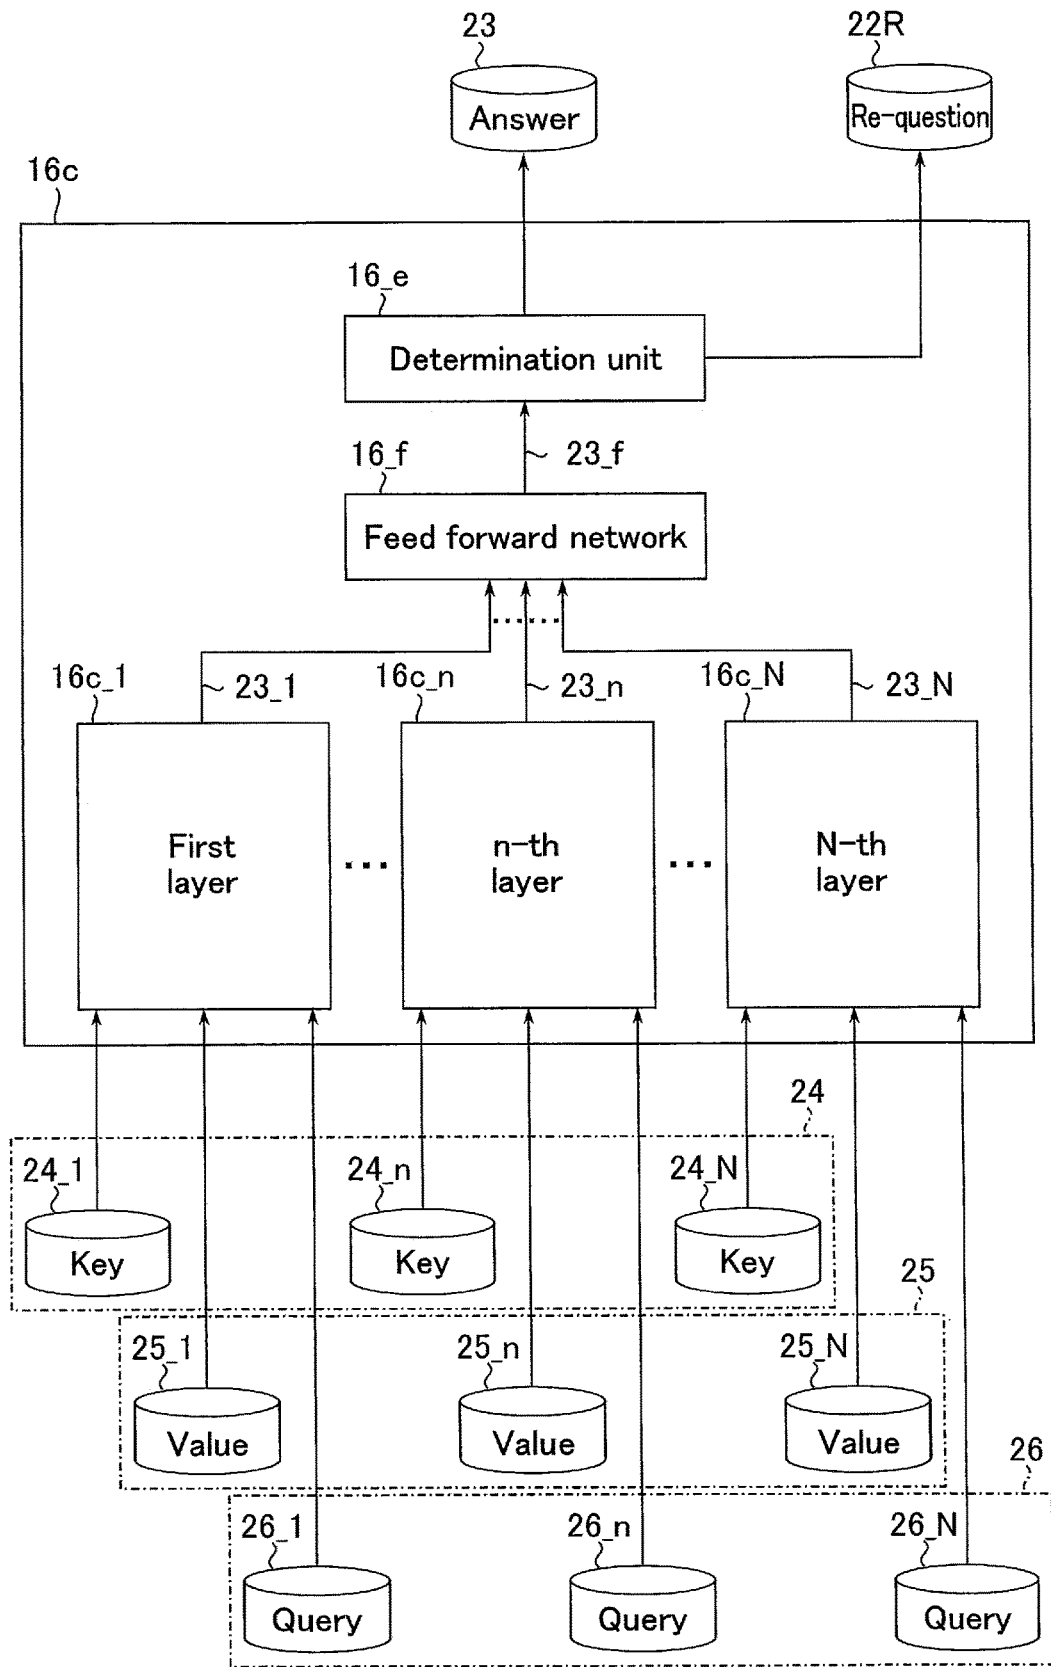 23
22R
Answer
Re-question
16c
16_e
Determination unit
16_f
23_f
Feed forward network
16c_1
23_1
16c_n
23_n
16c_N
23_N
First
layer
n-th
layer
N-th
layer
24
24_1
24_n
24_N
Key
Key
Key
25
25_1
25_n
25_N
Value
Value
Value
26
26_1
26_n
26_N
Query
Query
Query